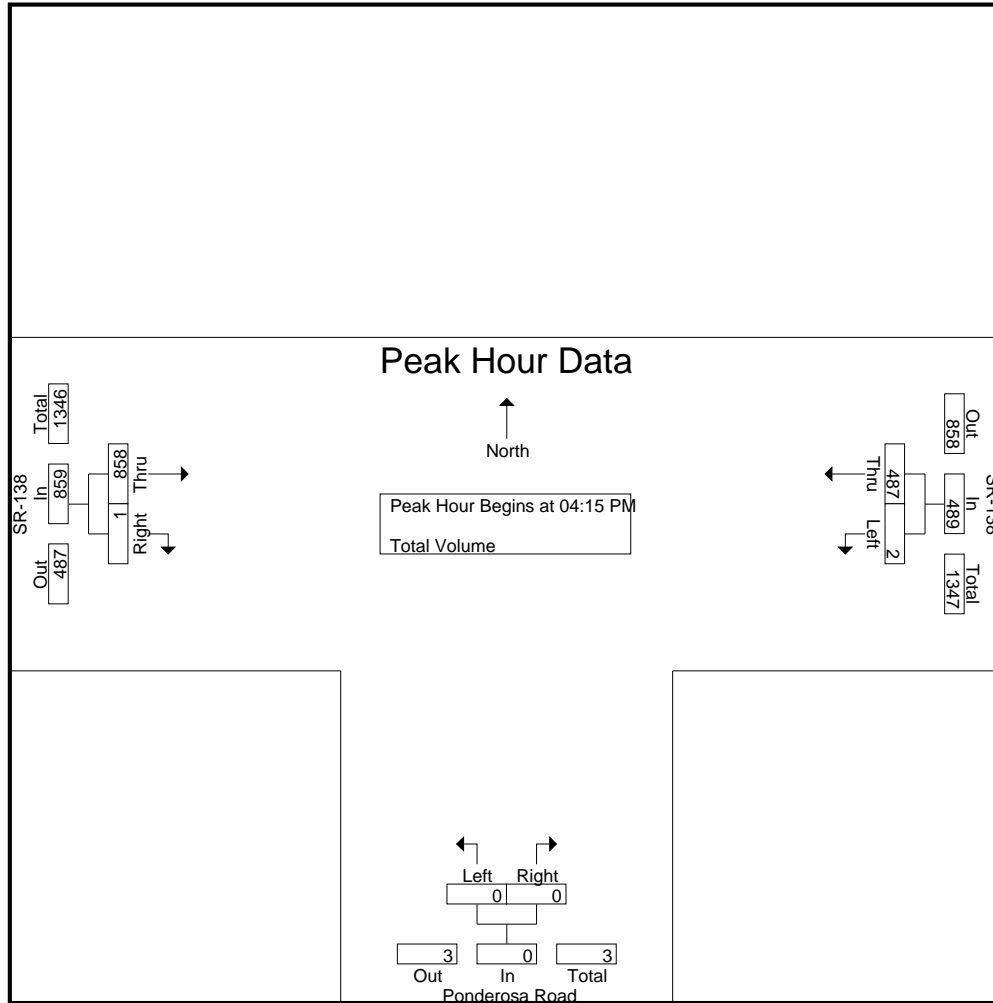 Peak Hour Data
North
Peak Hour Begins at 04:15 PM
Total Volume
SR-138
Total
1346
In
859
Out
487
858
Thru
1
Right
Out
858
In
489
Total
1347
SR-138
487
Thru
2
Left
Left
Right
0
0
3
0
3
Out
In
Total
Ponderosa Road